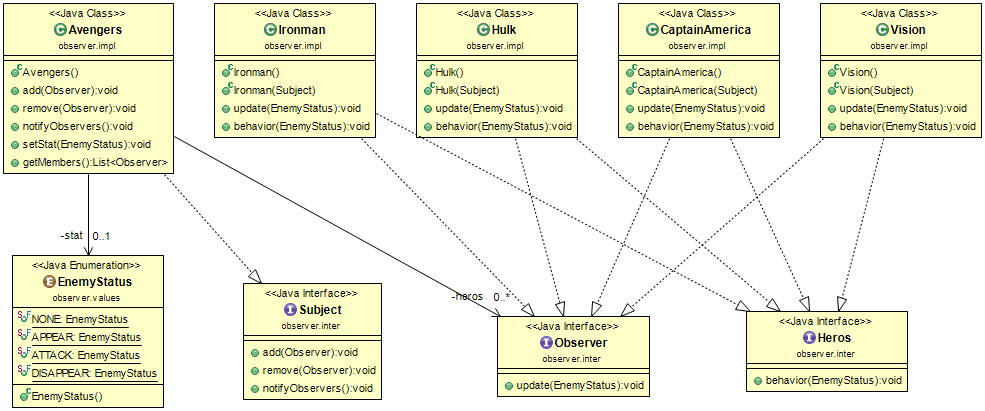 <<Java Class>>
Avengers
observer.impl
Avengers()
add(Observer):void
remove(Observer):void
notifyObservers():void
setStat(EnemyStatus):void
getMembers():List<Observer>
<<Java Class>>
Ironman
observer.impl
Ironman()
Ironman(Subject)
update(EnemyStatus):void
behavior(EnemyStatus):void
<<Java Class>>
Hulk
observer.impl
Hulk()
Hulk(Subject)
update(EnemyStatus):void
behavior(EnemyStatus):void
<<Java Class>>
CaptainAmerica
observer.impl
CaptainAmerica()
CaptainAmerica(Subject)
update(EnemyStatus):void
behavior(EnemyStatus):void
<<Java Class>>
Vision
observer.impl
Vision()
Vision(Subject)
update(EnemyStatus):void
behavior(EnemyStatus):void
-stat 0..1
<<Java Enumeration>>
EnemyStatus
observer.values
NONE: EnemyStatus
APPEAR: EnemyStatus
ATTACK: EnemyStatus
DISAPPEAR: EnemyStatus
EnemyStatus()
<<Java Interface>>
Subject
observer.inter
add(Observer):void
remove(Observer):void
notifyObservers():void
-heros 0..*
<<Java Interface>>
Observer
observer.inter
update(EnemyStatus):void
<<Java Interface>>
Heros
observer.inter
behavior(EnemyStatus):void